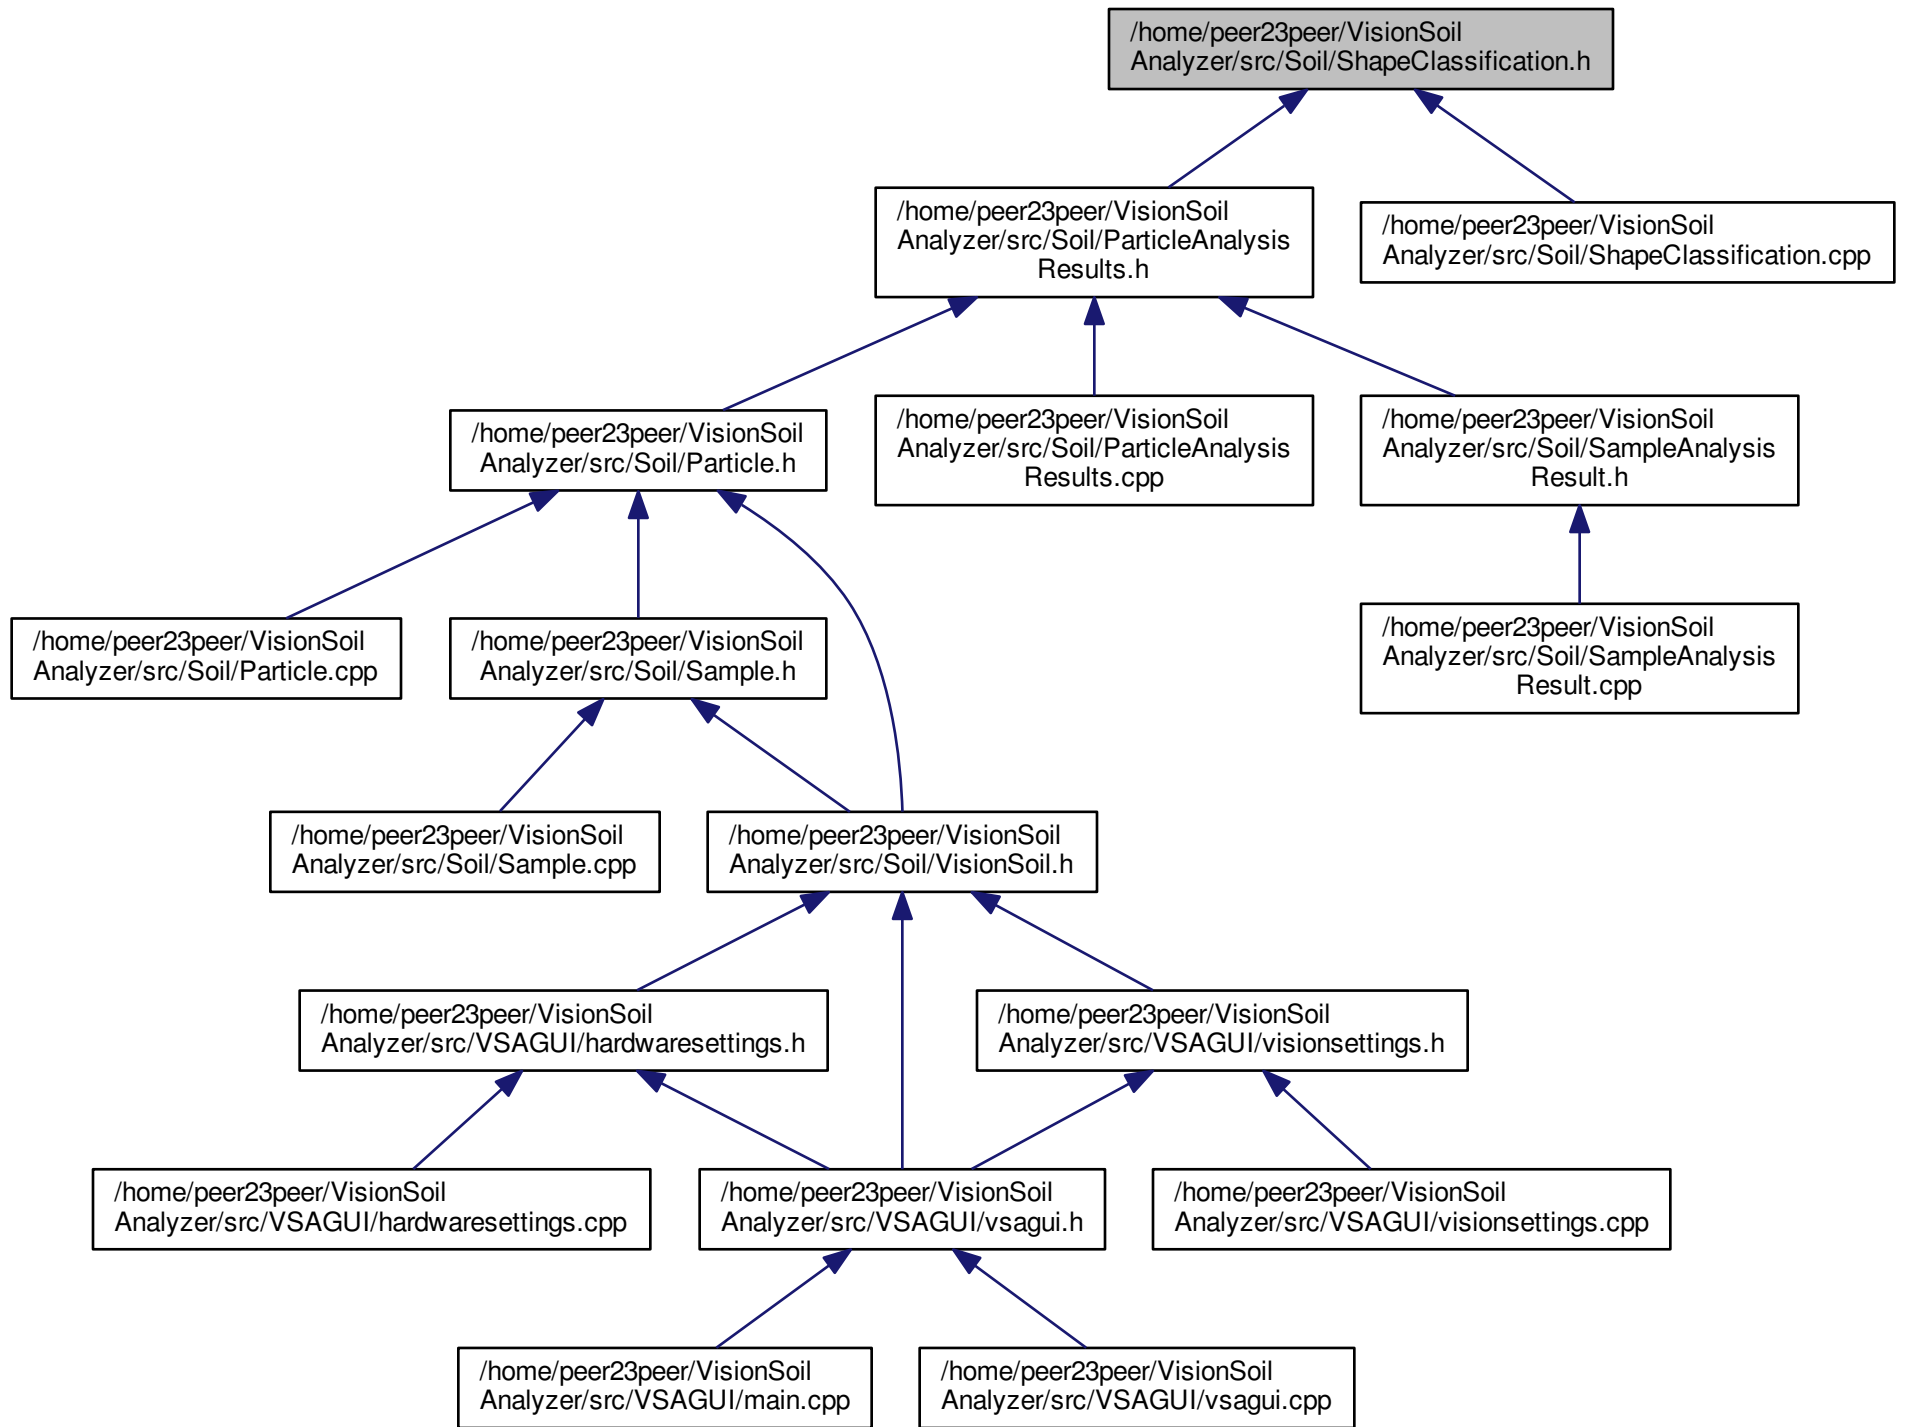 /home/peer23peer/VisionSoil
Analyzer/src/Soil/ShapeClassification.h
/home/peer23peer/VisionSoil
Analyzer/src/Soil/ParticleAnalysis
Results.h
/home/peer23peer/VisionSoil
Analyzer/src/Soil/ShapeClassification.cpp
/home/peer23peer/VisionSoil
Analyzer/src/Soil/Particle.h
/home/peer23peer/VisionSoil
Analyzer/src/Soil/ParticleAnalysis
Results.cpp
/home/peer23peer/VisionSoil
Analyzer/src/Soil/SampleAnalysis
Result.h
/home/peer23peer/VisionSoil
Analyzer/src/Soil/Particle.cpp
/home/peer23peer/VisionSoil
Analyzer/src/Soil/Sample.h
/home/peer23peer/VisionSoil
Analyzer/src/Soil/SampleAnalysis
Result.cpp
/home/peer23peer/VisionSoil
Analyzer/src/Soil/Sample.cpp
/home/peer23peer/VisionSoil
Analyzer/src/Soil/VisionSoil.h
/home/peer23peer/VisionSoil
Analyzer/src/VSAGUI/hardwaresettings.h
/home/peer23peer/VisionSoil
Analyzer/src/VSAGUI/visionsettings.h
/home/peer23peer/VisionSoil
Analyzer/src/VSAGUI/hardwaresettings.cpp
/home/peer23peer/VisionSoil
Analyzer/src/VSAGUI/vsagui.h
/home/peer23peer/VisionSoil
Analyzer/src/VSAGUI/visionsettings.cpp
/home/peer23peer/VisionSoil
Analyzer/src/VSAGUI/main.cpp
/home/peer23peer/VisionSoil
Analyzer/src/VSAGUI/vsagui.cpp